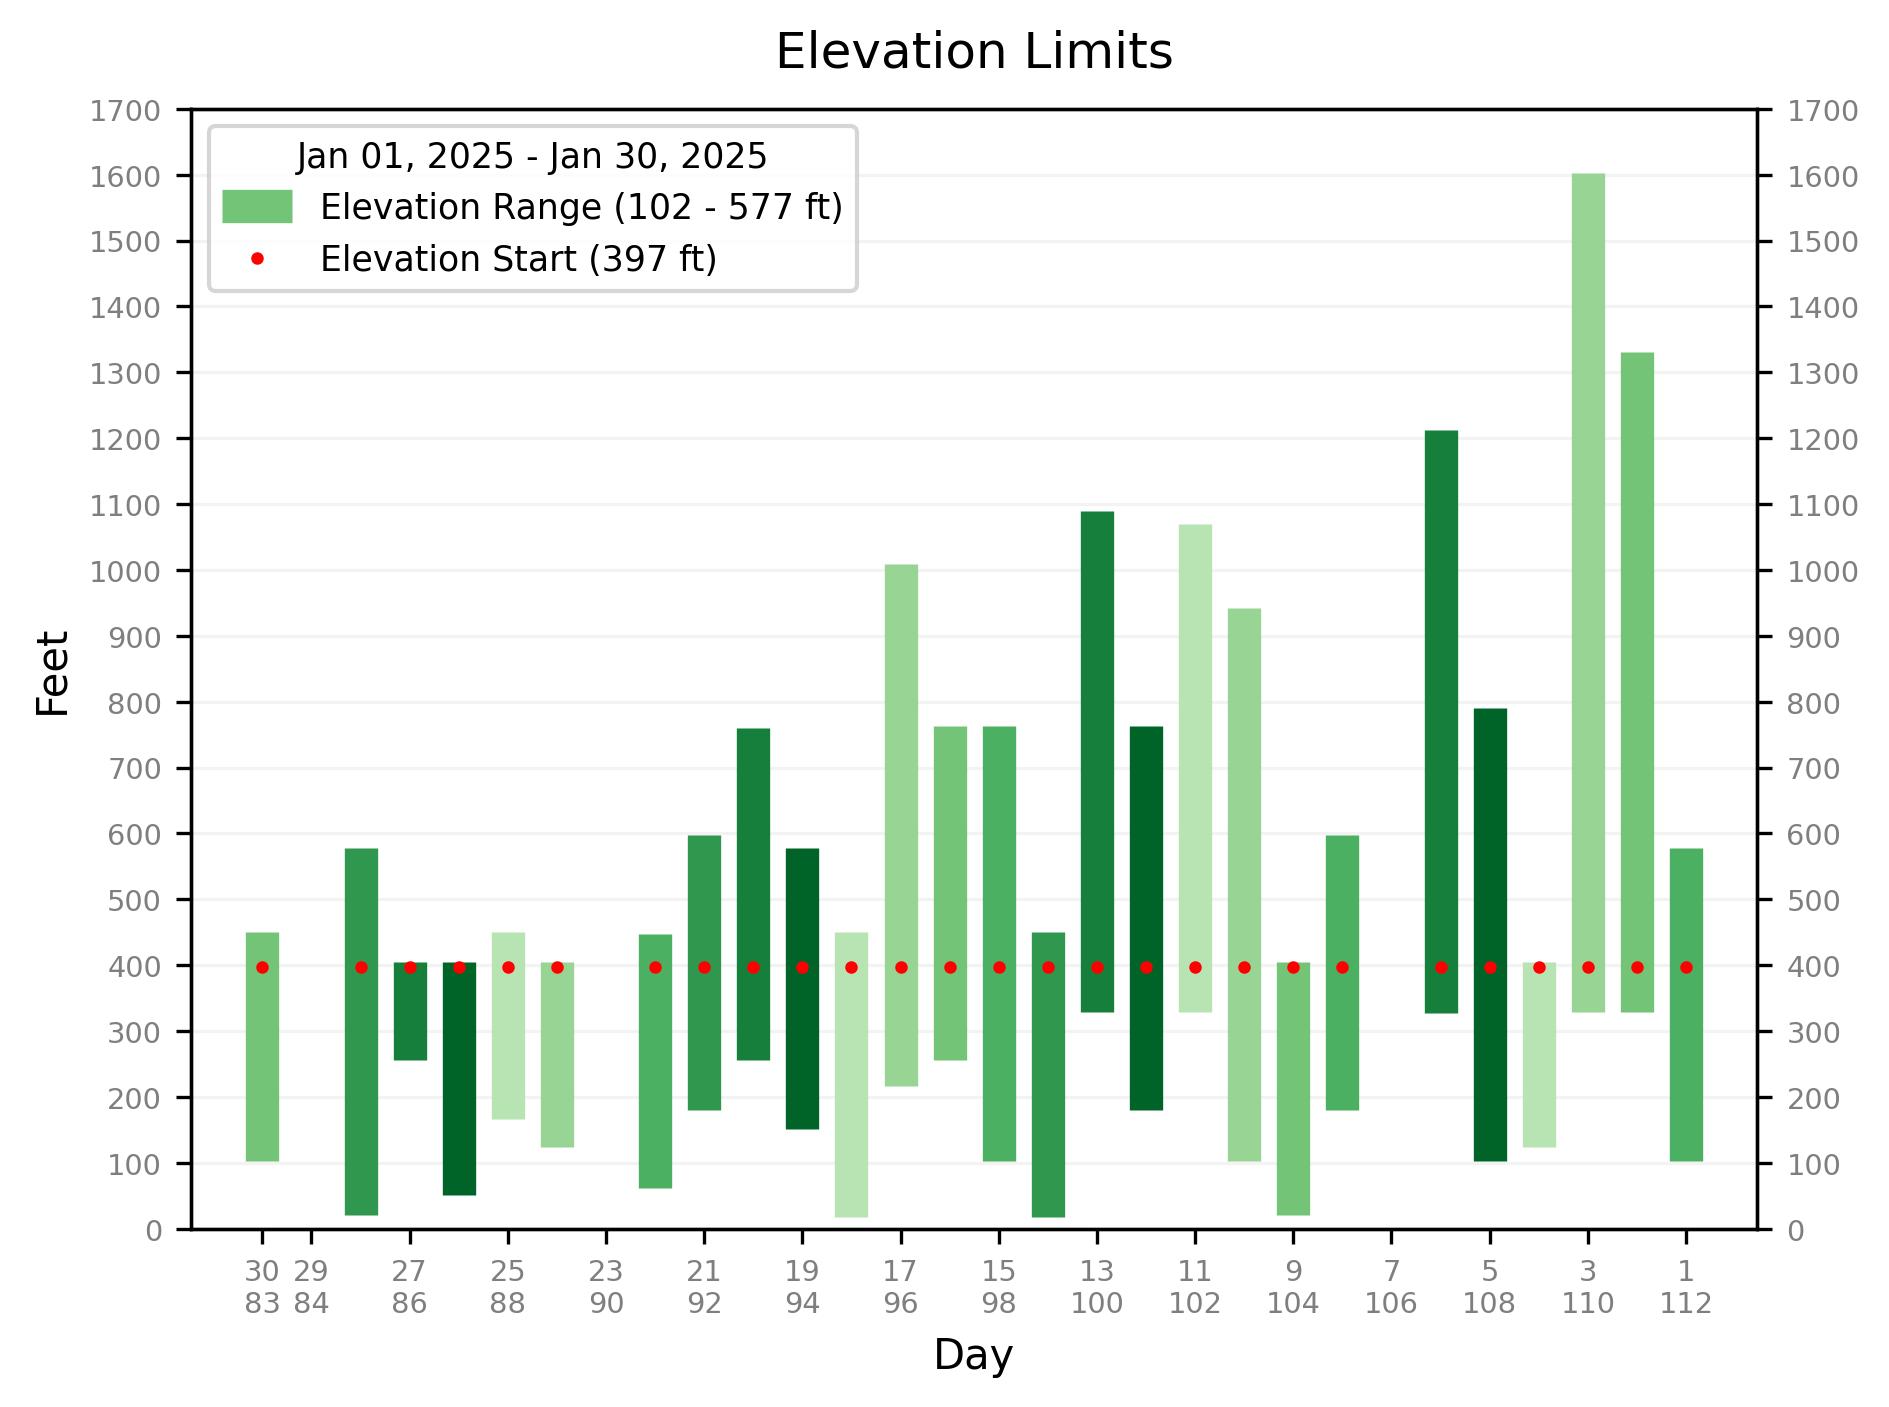 Elevation Limits
Jan 01, 2025 - Jan 30, 2025
Elevation Range (102 - 577 ft)
Elevation Start (397 ft)
1700 1700
1600 1600
1500 1500
1400 1400
1300 1300
1200 1200
1100 1100
1000 1000
900 900
800 800
700 700
600 600
500 500
400 400
300 300
200 200
100 100
0 0
Feet
30 29 27 25 23 21 19 17 15 13 11 9 7 5 3 1
83 84 86 88 90 92 94 96 98 100 102 104 106 108 110 112
Day